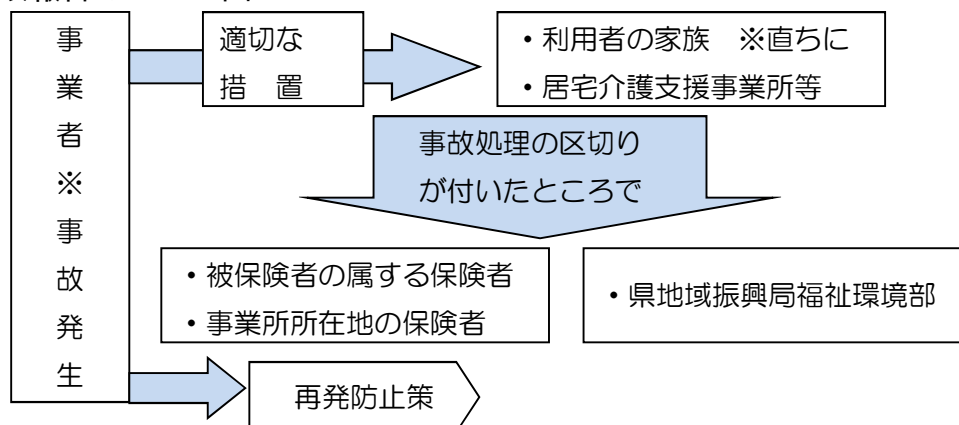 事業者※事故発生
適切な
措　置
・利用者の家族　※直ちに
・居宅介護支援事業所等
事故処理の区切り
が付いたところで
・被保険者の属する保険者
・事業所所在地の保険者
・県地域振興局福祉環境部
再発防止策